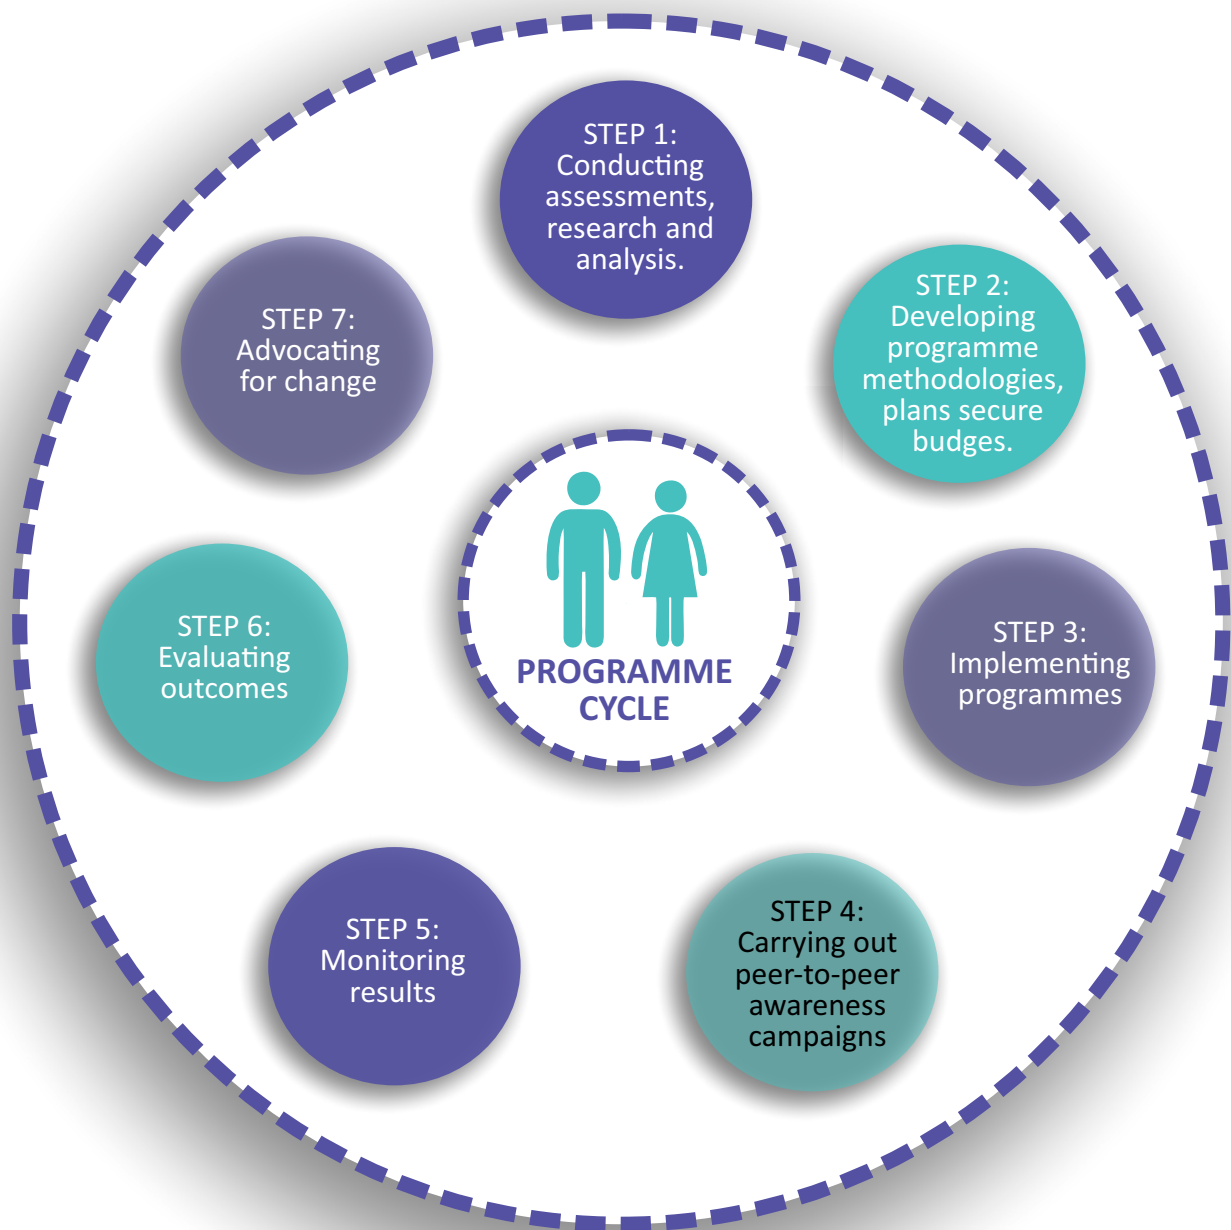 STEP 1:
Conducting
assessments,
research and
analysis.
STEP 2:
Developing
programme
methodologies,
plans secure
budges.
STEP 3:
Implementing
programmes
STEP 4:
Carrying out
peer-to-peer
awareness
campaigns
STEP 5:
Monitoring
results
STEP 6:
Evaluating
outcomes
STEP 7:
Advocating
for change
PROGRAMME
CYCLE